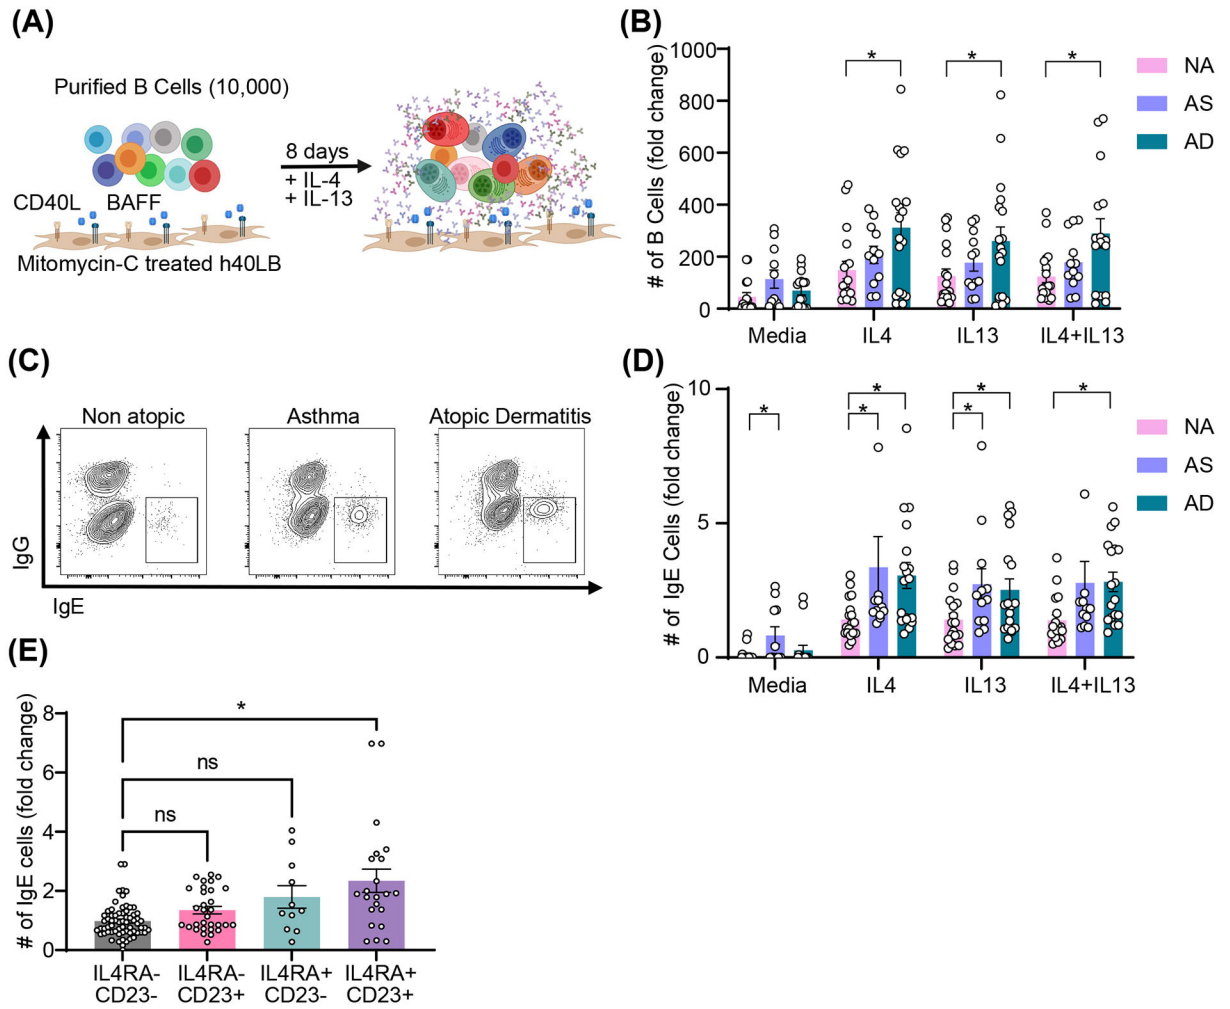 (A)
Purified B Cells (10,000)
8 days
+ IL-4
+ IL-13
CD40L BAFF
Mitomycin-C treated h40LB
(B)
# of B Cells (fold change)
1000
800
600
400
200
0
* * *
Media IL4 IL13 IL4+IL13
NA
AS
AD
(C)
Non atopic Asthma Atopic Dermatitis
IgG
IgE
(D)
# of IgE Cells (fold change)
10
5
0
* * * * * *
Media IL4 IL13 IL4+IL13
NA
AS
AD
(E)
# of IgE cells (fold change)
8
6
4
2
0
*
ns
ns
IL4RA- IL4RA- IL4RA+ IL4RA+
CD23- CD23+ CD23- CD23+